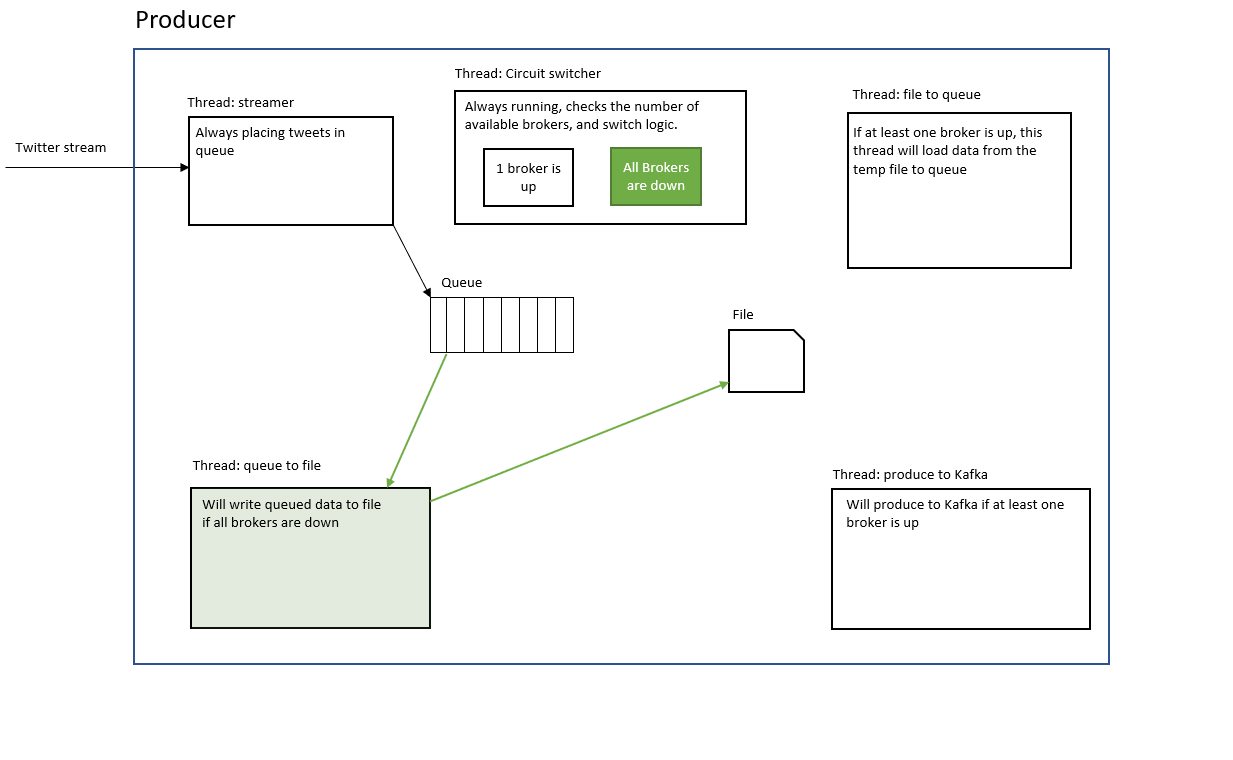 Producer
Thread: Circuit switcher
Thread: streamer
Thread: file to queue
Always placing tweets in
queue
Always running, checks the number of
available brokers, and switch logic.
1 broker is
up
All Brokers
are down
If at least one broker is up, this
thread will load data from the
temp file to queue
Twitter stream
Queue
File
Thread: queue to file
Will write queued data to file
if all brokers are down
Thread: produce to Kafka
Will produce to Kafka if at least one
broker is up